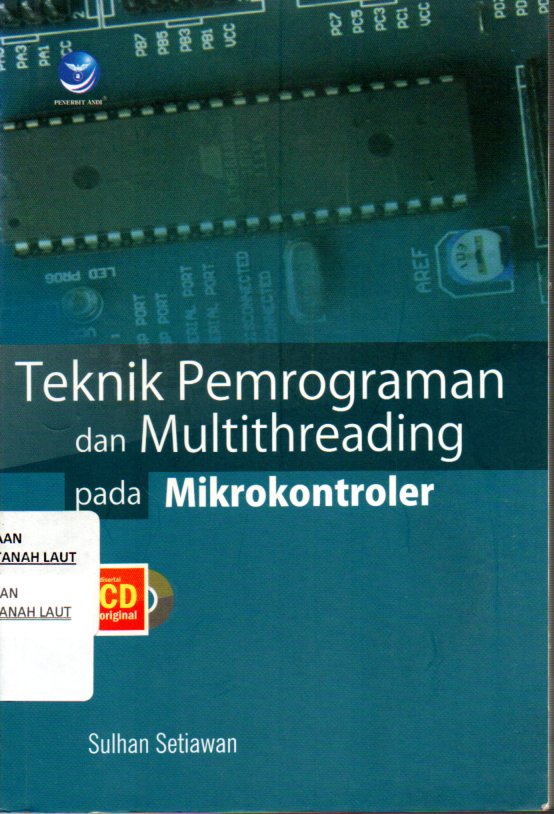 PA3
PA1
VCC
PB7
PB5
PB3
PB1
VCC
PC7
PC5
PC3
PC1
VCC
PENERBIT ANDI
LED PROG
AREF
ISP PORT
SERIAL PORT
DISCONNECTED
CONNECTED
Teknik Pemrograman
dan Multithreading
pada Mikrokontroler
AAN
TANAH LAUT
AN
ANAH LAUT
disertai
CD
original
Sulhan Setiawan